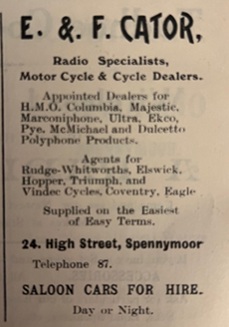 E. & F. CATOR,
Radio Specialists,
Motor Cycle & Cycle Dealers.
Appointed Dealers for
H.M.O. Columbia, Majestic,
Marconiphone, Ultra, Ekco,
Pye, McMichael and Dulcetto
Polyphone Products.
Agents for
Rudge-Whitworths, Elswick,
Hopper, Triumph, and
Vindec Cycles, Coventry, Eagle
Supplied on the Easiest
of Easy Terms.
24. High Street, Spennymoor
Telephone 87.
SALOON CARS FOR HIRE.
Day or Night.